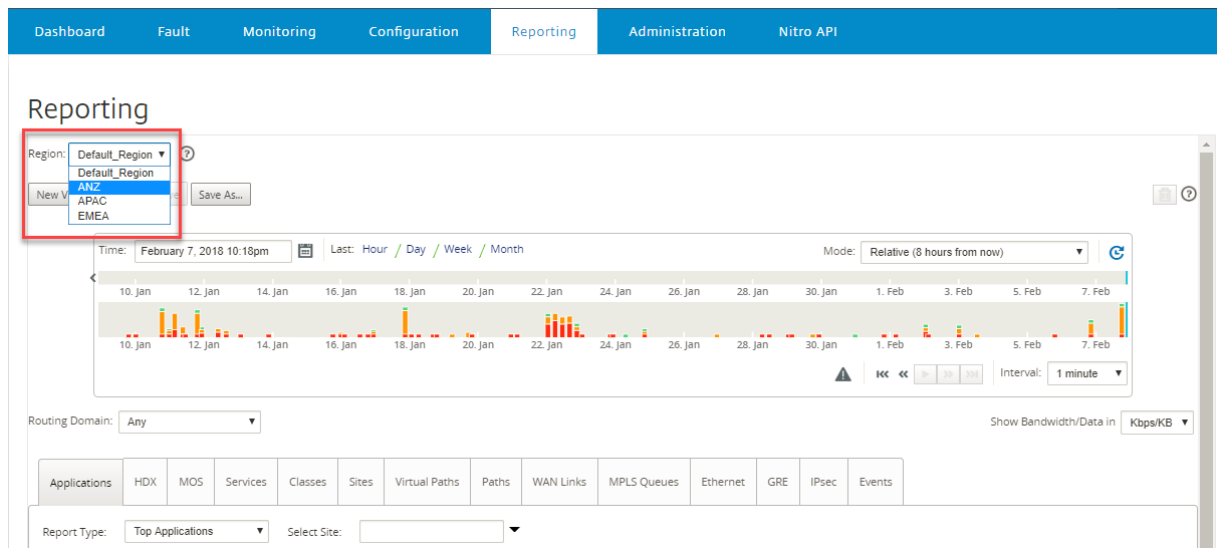 Dashboard Fault Monitoring Configuration Reporting Administration Nitro API
Reporting
Region: Default_Region
Default_Region
ANZ
APAC
EMEA
New V
Save As...
Time: February 7, 2018 10:18pm Last: Hour / Day / Week / Month Mode: Relative (8 hours from now)
10. Jan 12. Jan 14. Jan 16. Jan 18. Jan 20. Jan 22. Jan 24. Jan 26. Jan 28. Jan 30. Jan 1. Feb 3. Feb 5. Feb 7. Feb
10. Jan 12. Jan 14. Jan 16. Jan 18. Jan 20. Jan 22. Jan 24. Jan 26. Jan 28. Jan 30. Jan 1. Feb 3. Feb 5. Feb 7. Feb
Interval: 1 minute
Routing Domain: Any Show Bandwidth/Data in Kbps/KB
Applications HDX MOS Services Classes Sites Virtual Paths Paths WAN Links MPLS Queues Ethernet GRE IPsec Events
Report Type: Top Applications Select Site: